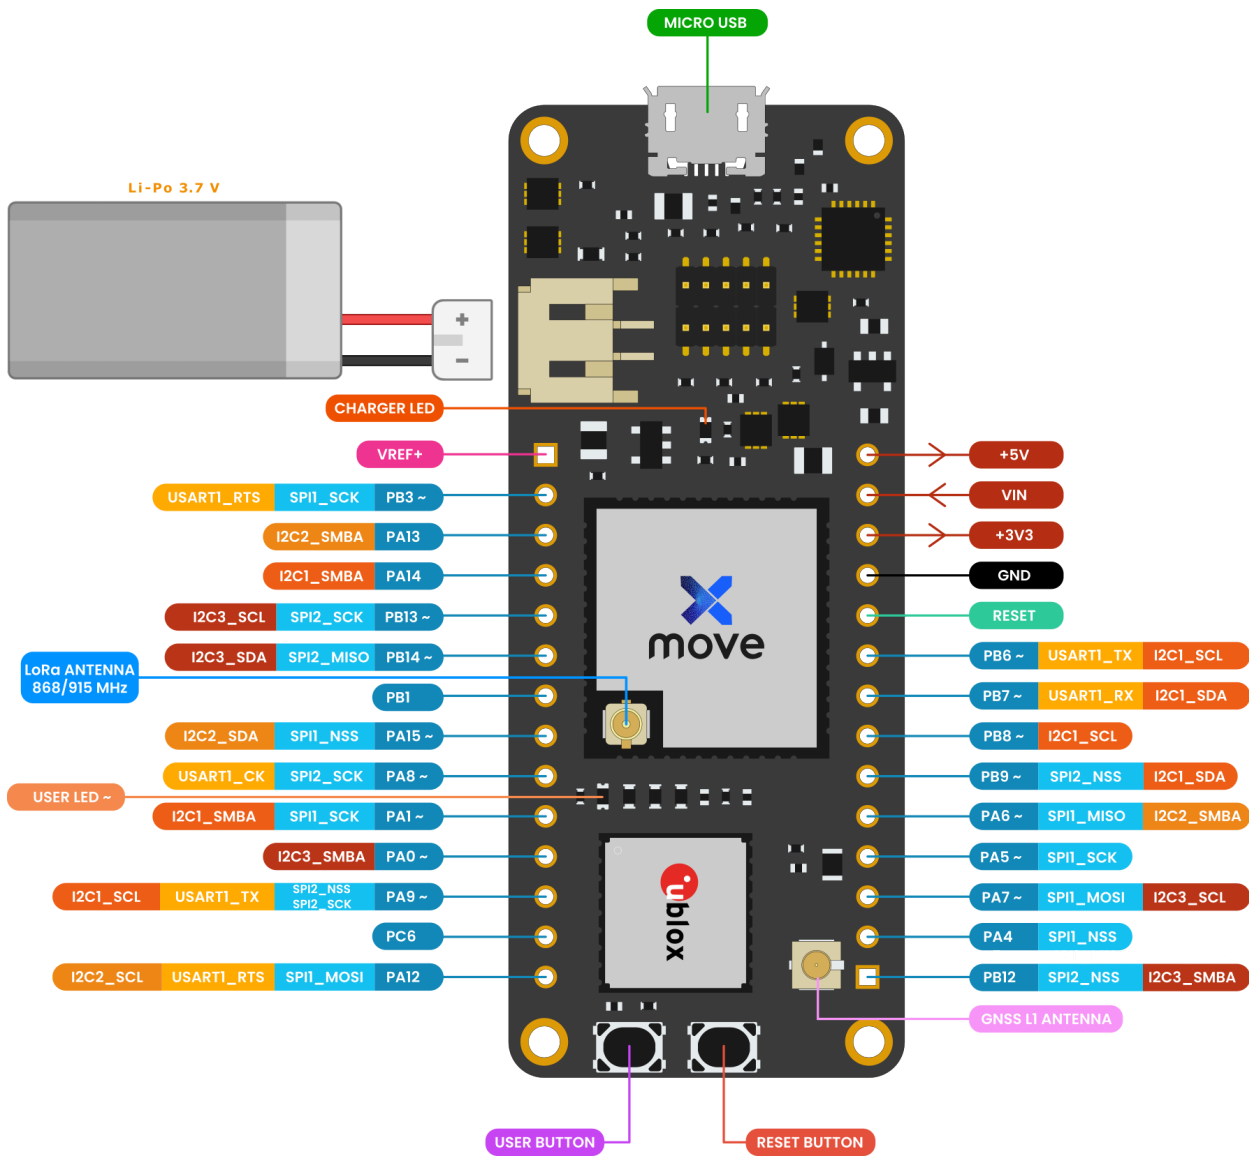 MICRO USB
Li-Po 3.7 V
+
−
CHARGER LED
VREF+
USART1_RTS SPI1_SCK PB3 ~
I2C2_SMBA PA13
I2C1_SMBA PA14
I2C3_SCL SPI2_SCK PB13 ~
I2C3_SDA SPI2_MISO PB14 ~
LoRa ANTENNA
868/915 MHz
PB1
I2C2_SDA SPI1_NSS PA15 ~
USART1_CK SPI2_SCK PA8 ~
USER LED ~
I2C1_SMBA SPI1_SCK PA1 ~
I2C3_SMBA PA0 ~
I2C1_SCL USART1_TX SPI2_NSS SPI2_SCK PA9 ~
PC6
I2C2_SCL USART1_RTS SPI1_MOSI PA12
move
ublox
+5V
VIN
+3V3
GND
RESET
PB6 ~ USART1_TX I2C1_SCL
PB7 ~ USART1_RX I2C1_SDA
PB8 ~ I2C1_SCL
PB9 ~ SPI2_NSS I2C1_SDA
PA6 ~ SPI1_MISO I2C2_SMBA
PA5 ~ SPI1_SCK
PA7 ~ SPI1_MOSI I2C3_SCL
PA4 SPI1_NSS
PB12 SPI2_NSS I2C3_SMBA
GNSS L1 ANTENNA
USER BUTTON
RESET BUTTON